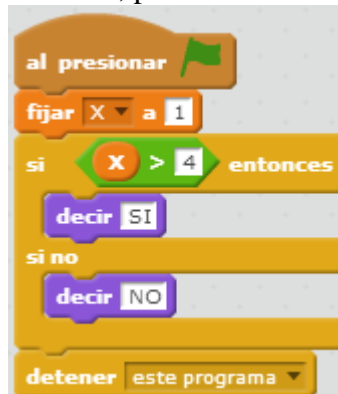 al presionar
fijar X a 1
si x > 4 entonces
decir SI
si no
decir NO
detener este programa